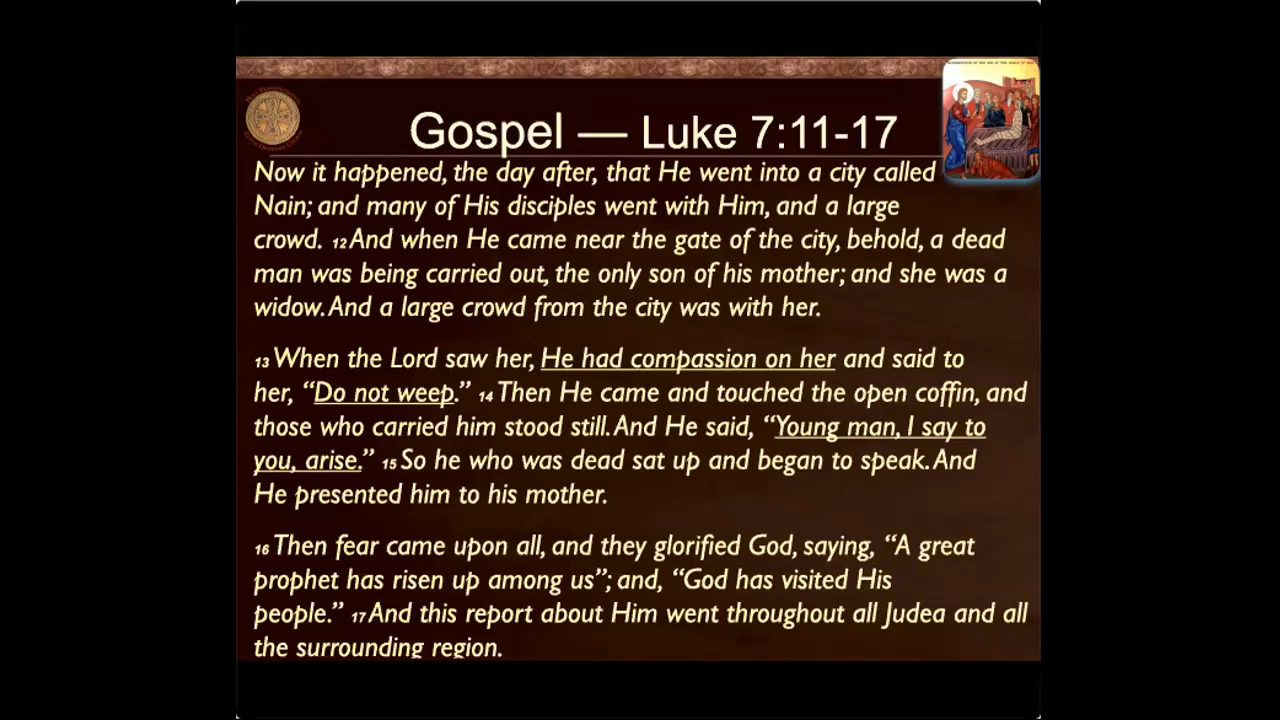 Gospel — Luke 7:11-17
Now it happened, the day after, that He went into a city called
Nain; and many of His disciples went with Him, and a large
crowd. 12 And when He came near the gate of the city, behold, a dead
man was being carried out, the only son of his mother; and she was a
widow. And a large crowd from the city was with her.
13 When the Lord saw her, He had compassion on her and said to
her, “Do not weep.” 14 Then He came and touched the open coffin, and
those who carried him stood still. And He said, “Young man, I say to
you, arise.” 15 So he who was dead sat up and began to speak. And
He presented him to his mother.
16 Then fear came upon all, and they glorified God, saying, “A great
prophet has risen up among us”; and, “God has visited His
people.” 17 And this report about Him went throughout all Judea and all
the surrounding region.